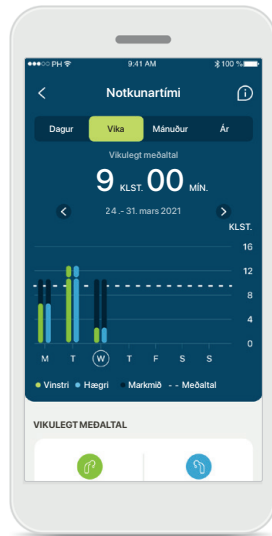 PH 9:41 AM 100 %
Notkunartími
Dagur Vika Mánuður Ár
Vikulegt meðaltal
9 KLST. 00 MÍN.
24.- 31. mars 2021
KLST.
16
12
8
4
0
M T W T F S S
Vinstri Hægri Markmið - - Meðaltal
VIKULEGT MEÐALTAL